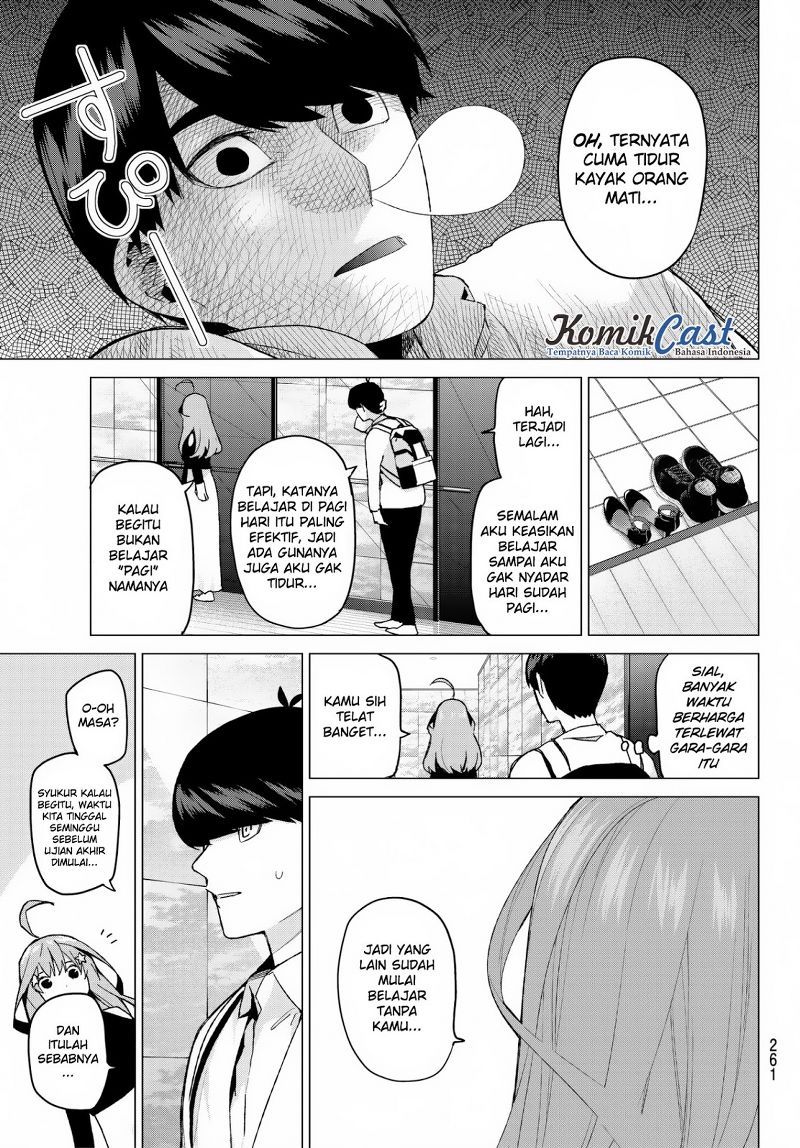 すぴー
OH, TERNYATA
CUMA TIDUR
KAYAK ORANG
MATI...
KomikCast
Tempatnya Baca Komik Bahasa Indonesia
HAH,
TERJADI
LAGI...
SEMALAM
AKU KEASIKAN
BELAJAR
SAMPAI AKU
GAK NYADAR
HARI SUDAH
PAGI...
TAPI, KATANYA
BELAJAR DI PAGI
HARI ITU PALING
EFEKTIF, JADI
ADA GUNANYA
JUGA AKU GAK
TIDUR...
KALAU
BEGITU
BUKAN
BELAJAR
"PAGI"
NAMANYA
SIAL,
BANYAK
WAKTU
BERHARGA
TERLEWAT
GARA-GARA
ITU
KAMU SIH
TELAT
BANGET...
JADI YANG
LAIN SUDAH
MULAI
BELAJAR
TANPA
KAMU...
O-OH
MASA?
SYUKUR KALAU
BEGITU, WAKTU
KITA TINGGAL
SEMINGGU
SEBELUM
UJIAN AKHIR
DIMULAI...
DAN
ITULAH
SEBABNYA
...
261